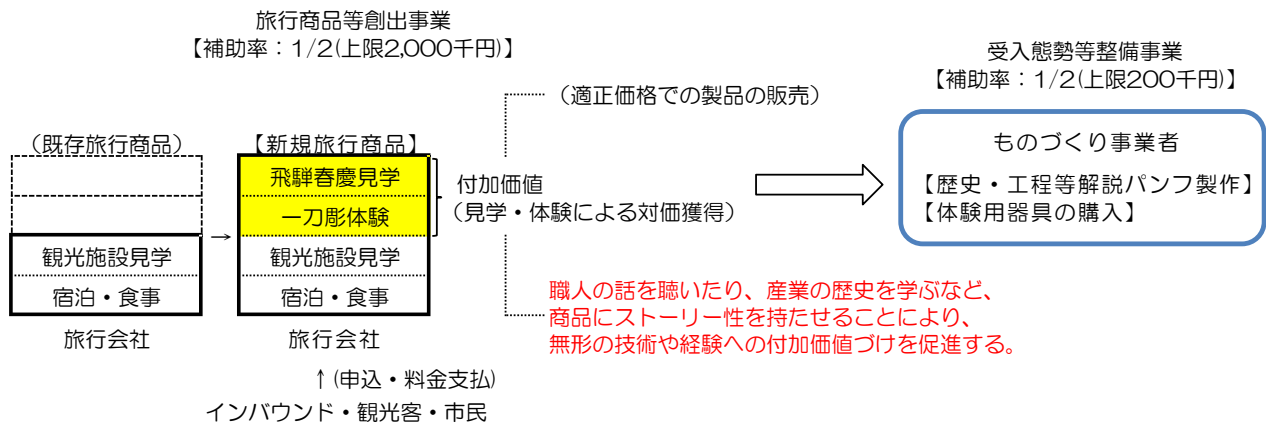 旅行商品等創出事業
【補助率：1/2(上限2,000千円)】
受入態勢等整備事業
【補助率：1/2(上限200千円)】
（適正価格での製品の販売）
（既存旅行商品）
【新規旅行商品】
飛騨春慶見学
一刀彫体験
観光施設見学
宿泊・食事
旅行会社
→
観光施設見学
宿泊・食事
旅行会社
付加価値
（見学・体験による対価獲得）
ものづくり事業者
【歴史・工程等解説パンフ製作】
【体験用器具の購入】
職人の話を聴いたり、産業の歴史を学ぶなど、
商品にストーリー性を持たせることにより、
無形の技術や経験への付加価値づけを促進する。
↑(申込・料金支払)
インバウンド・観光客・市民